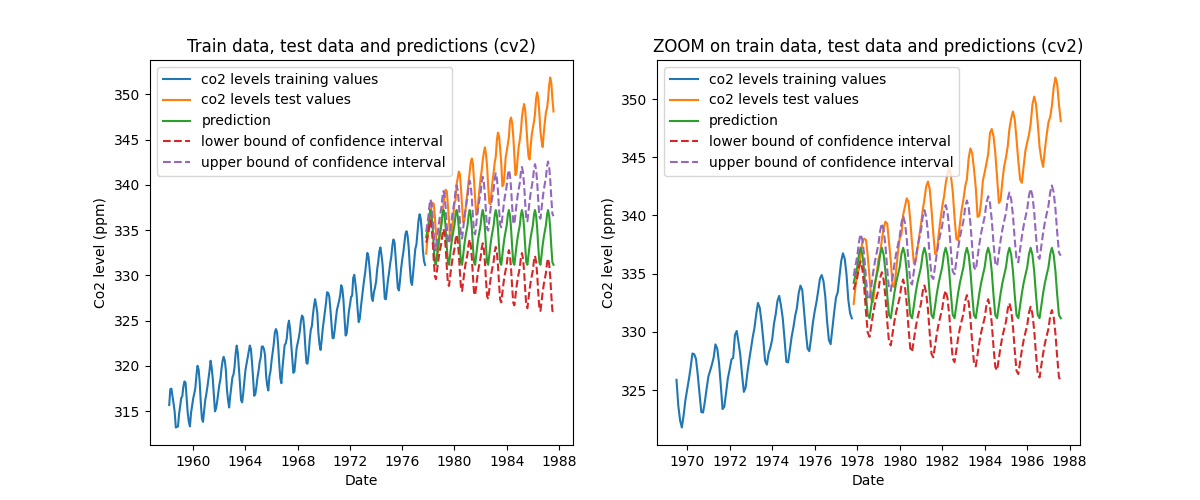 Train data, test data and predictions (cv2)
co2 levels training values
co2 levels test values
prediction
lower bound of confidence interval
upper bound of confidence interval
Co2 level (ppm)
350
345
340
335
330
325
320
315
1960 1964 1968 1972 1976 1980 1984 1988
Date
ZOOM on train data, test data and predictions (cv2)
co2 levels training values
co2 levels test values
prediction
lower bound of confidence interval
upper bound of confidence interval
Co2 level (ppm)
350
345
340
335
330
325
1970 1972 1974 1976 1978 1980 1982 1984 1986 1988
Date